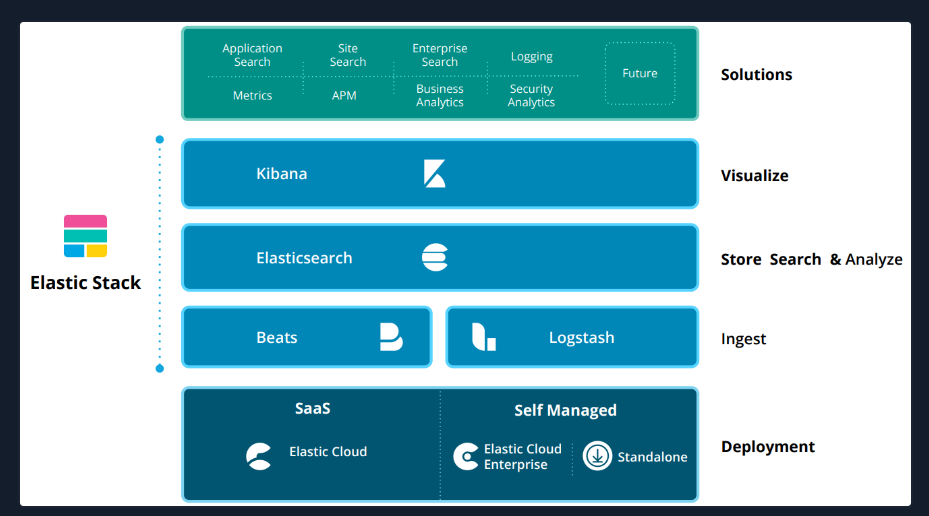 Application
Search
Site
Search
Enterprise
Search
Logging
Metrics
APM
Business
Analytics
Security
Analytics
Future
Solutions
Kibana
Visualize
Elastic Stack
Elasticsearch
Store Search & Analyze
Beats
Logstash
Ingest
SaaS
Elastic Cloud
Self Managed
Elastic Cloud
Enterprise
Standalone
Deployment